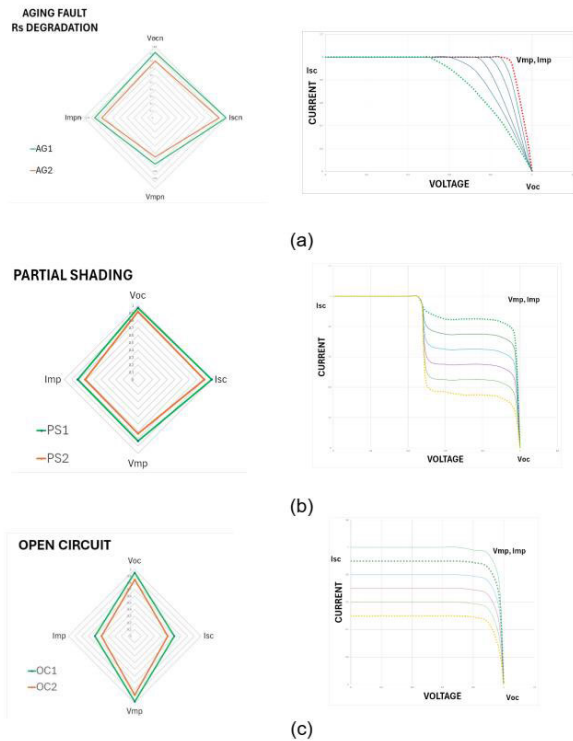 AGING FAULT
Rs DEGRADATION
Vocn
Impn
Iscn
Vmpn
AG1
AG2
Isc
CURRENT
Vmp, Imp
VOLTAGE
Voc
(a)
PARTIAL SHADING
Voc
Imp
Isc
Vmp
PS1
PS2
Isc
CURRENT
Vmp, Imp
VOLTAGE
Voc
(b)
OPEN CIRCUIT
Voc
Imp
Isc
Vmp
OC1
OC2
Isc
CURRENT
Vmp, Imp
VOLTAGE
Voc
(c)